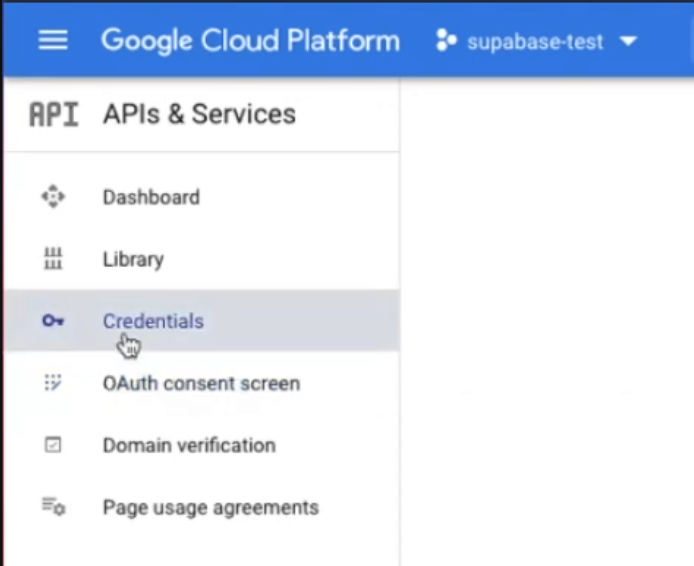 Google Cloud Platform supabase-test
API APIs & Services
Dashboard
Library
Credentials
OAuth consent screen
Domain verification
Page usage agreements